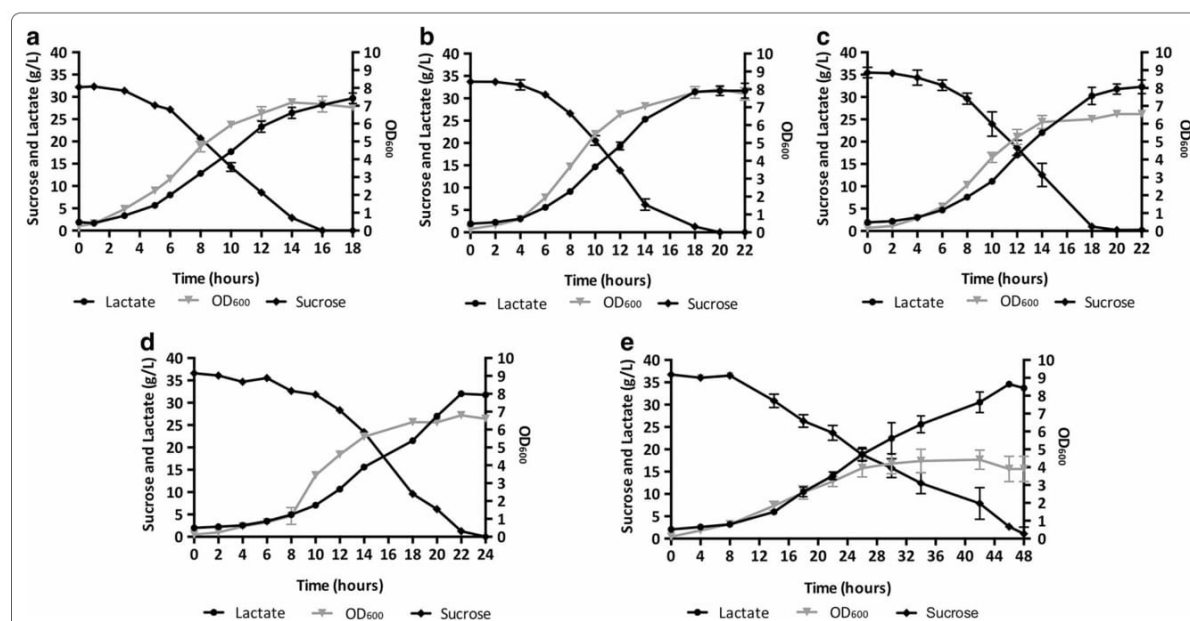 a
40 35 30 25 20 15 10 5 0
Sucrose and Lactate (g/L)
10 9 8 7 6 5 4 3 2 1 0
OD₆₀₀
0 2 4 6 8 10 12 14 16 18
Time (hours)
Lactate OD₆₀₀ Sucrose
b
40 35 30 25 20 15 10 5 0
Sucrose and Lactate (g/L)
10 9 8 7 6 5 4 3 2 1 0
OD₆₀₀
0 2 4 6 8 10 12 14 16 18 20 22
Time (hours)
Lactate OD₆₀₀ Sucrose
c
40 35 30 25 20 15 10 5 0
Sucrose and Lactate (g/L)
10 9 8 7 6 5 4 3 2 1 0
OD₆₀₀
0 2 4 6 8 10 12 14 16 18 20 22
Time (hours)
Lactate OD₆₀₀ Sucrose
d
40 35 30 25 20 15 10 5 0
Sucrose and Lactate (g/L)
10 9 8 7 6 5 4 3 2 1 0
OD₆₀₀
0 2 4 6 8 10 12 14 16 18 20 22 24
Time (hours)
Lactate OD₆₀₀ Sucrose
e
40 35 30 25 20 15 10 5 0
Sucrose and Lactate (g/L)
10 9 8 7 6 5 4 3 2 1 0
OD₆₀₀
0 4 8 12 16 20 24 28 32 36 40 44 48
Time (hours)
Lactate OD₆₀₀ Sucrose